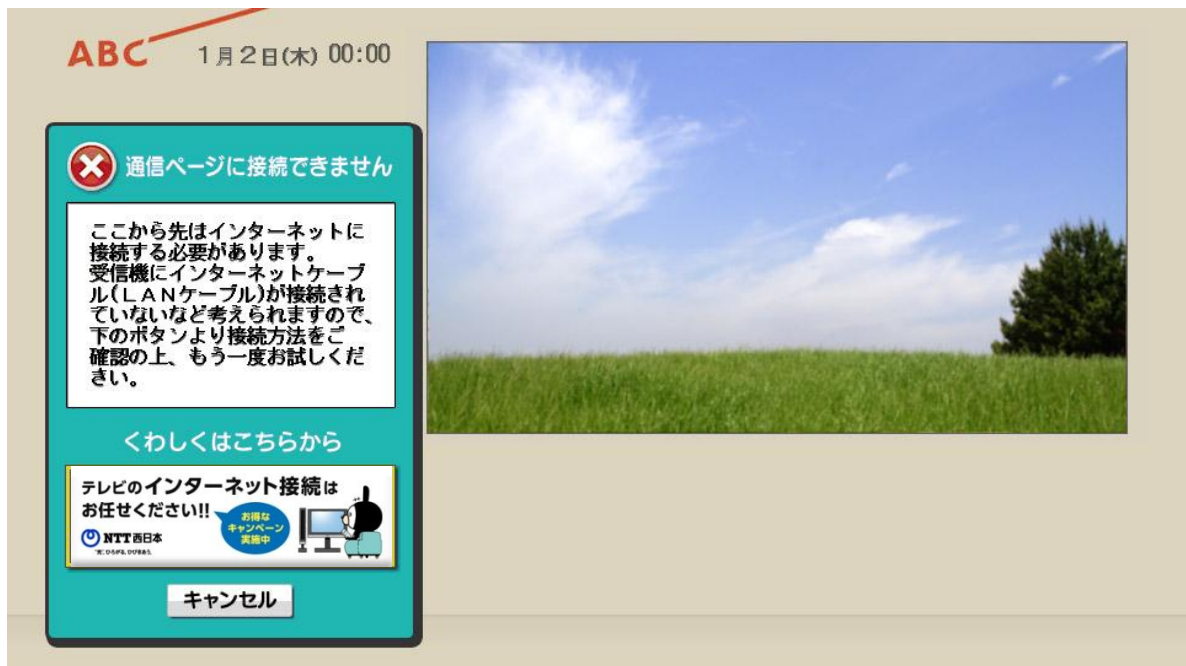 ABC
1月2日(木) 00:00
通信ページに接続できません
ここから先はインターネットに
接続する必要があります。
受信機にインターネットケーブ
ル(LANケーブル)が接続され
ていないなど考えられますので、
下のボタンより接続方法をご
確認の上、もう一度お試しくだ
さい。
くわしくはこちらから
テレビのインターネット接続は
お任せください!!
お得な
キャンペーン
実施中
NTT西日本
キャンセル